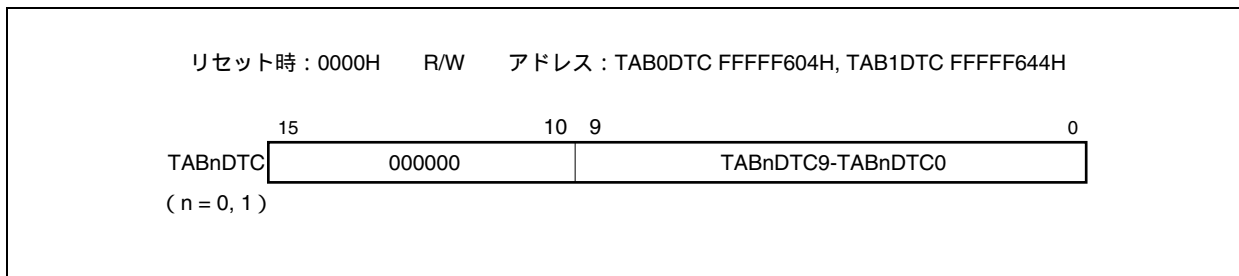 リセット時：0000H　　R/W　　アドレス：TAB0DTC FFFFF604H, TAB1DTC FFFFF644H
15 10 9 0
TABnDTC 000000 TABnDTC9-TABnDTC0
（n = 0, 1）